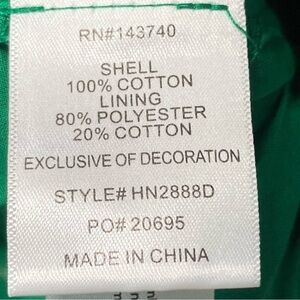 RN#143740
SHELL
100% COTTON
LINING
80% POLYESTER
20% COTTON
EXCLUSIVE OF DECORATION
STYLE# HN2888D
PO# 20695
MADE IN CHINA